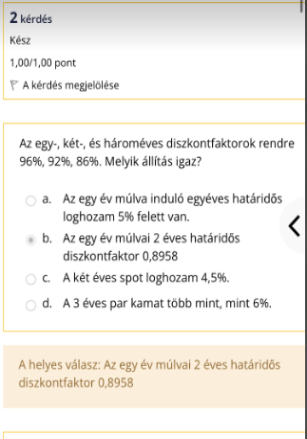 2 kérdés
Kész
1,00/1,00 pont
A kérdés megjelölése
Az egy-, két-, és hároméves diszkontfaktorok rendre
96%, 92%, 86%. Melyik állítás igaz?
a. Az egy év múlva induló egyéves határidős
loghozam 5% felett van.
b. Az egy év múlvai 2 éves határidős
diszkontfaktor 0,8958
c. A két éves spot loghozam 4,5%.
d. A 3 éves par kamat több mint, mint 6%.
A helyes válasz: Az egy év múlvai 2 éves határidős
diszkontfaktor 0,8958